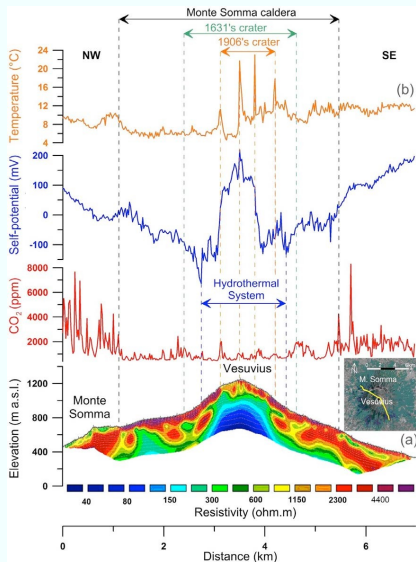 Monte Somma caldera
1631's crater
1906's crater
NW
SE
(b)
Temperature (°C)
24
20
16
12
8
4
Self-potential (mV)
200
100
0
-100
Hydrothermal
System
CO2 (ppm)
8000
6000
4000
2000
0
Vesuvius
Monte
Somma
Elevation (m a.s.l.)
1200
800
400
0
N
M. Somma
Vesuvius
(a)
40 80 150 300 600 1150 2300 4400
Resistivity (ohm.m)
0 2 4 6
Distance (km)